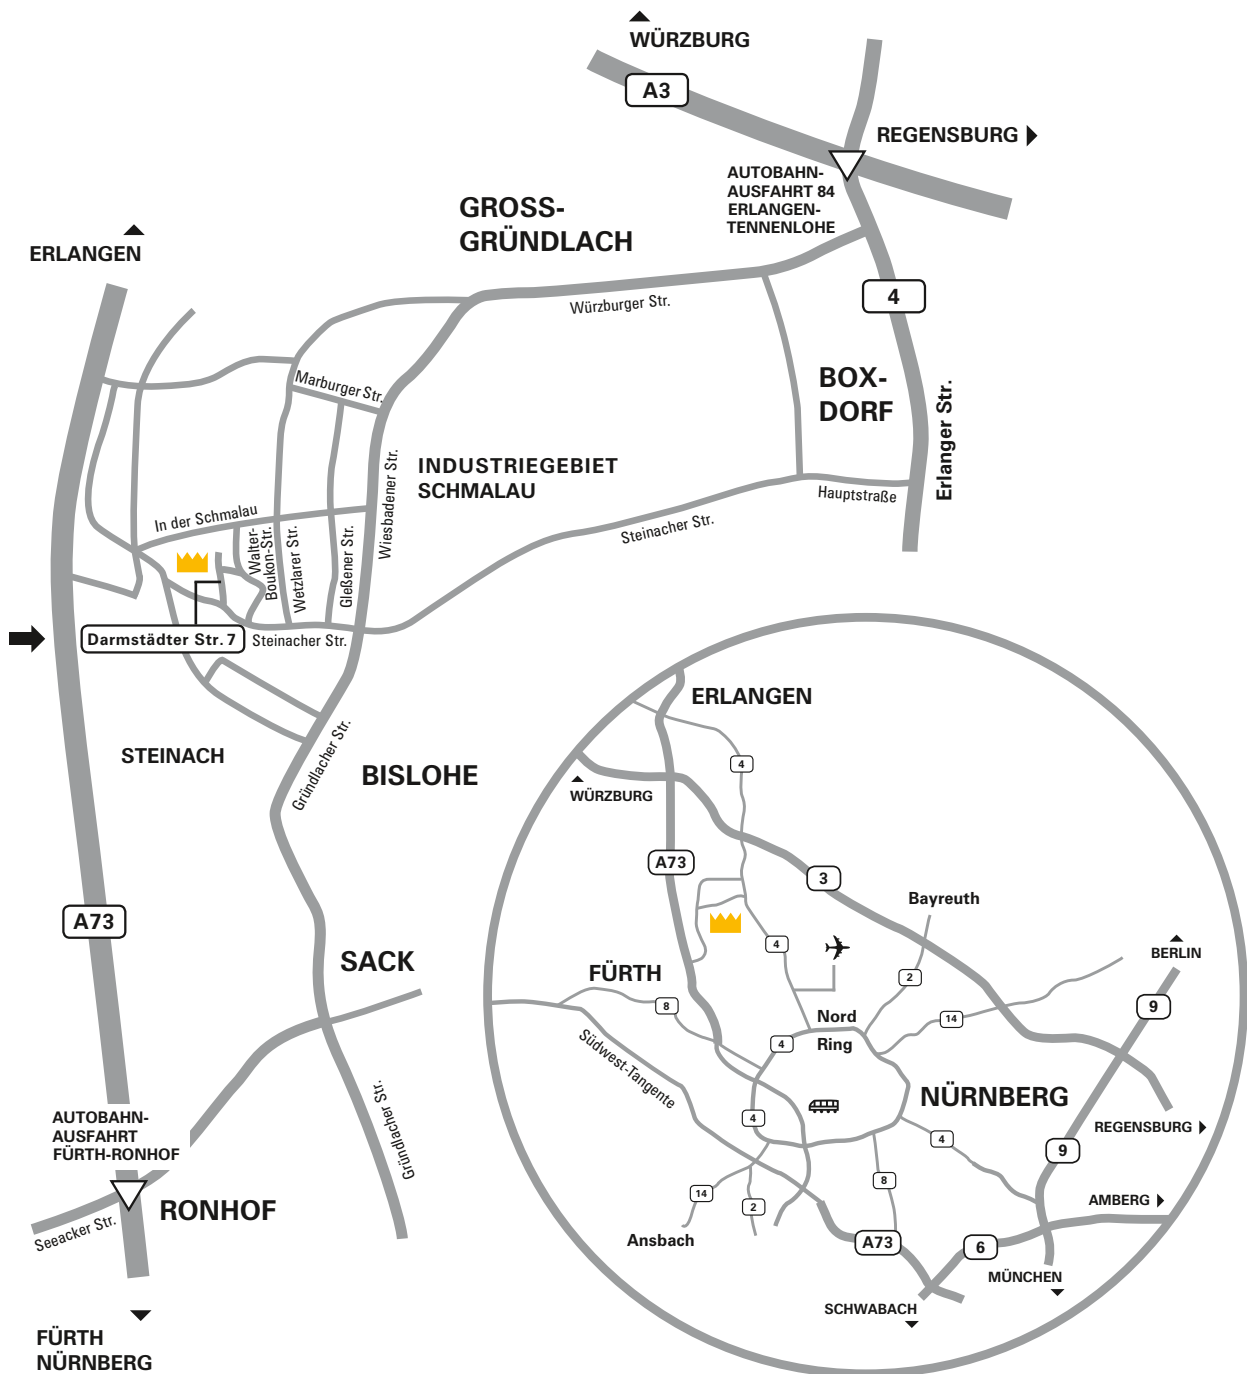 WÜRZBURG
A3
REGENSBURG
AUTOBAHN-
AUSFAHRT 84
ERLANGEN-
TENNENLOHE
GROSS-
GRÜNDLACH
ERLANGEN
4
Würzburger Str.
BOX-
DORF
Erlanger Str.
Marburger Str.
INDUSTRIEGEBIET
SCHMALAU
Wiesbadener Str.
Hauptstraße
In der Schmalau
Steinacher Str.
Walter-
Boukon-Str.
Wetzlarer Str.
Gleßener Str.
Darmstädter Str. 7
Steinacher Str.
STEINACH
Gründlacher Str.
BISLOHE
A73
SACK
AUTOBAHN-
AUSFAHRT
FÜRTH-RONHOF
Gründlacher Str.
RONHOF
Seeacker Str.
FÜRTH
NÜRNBERG
ERLANGEN
4
WÜRZBURG
A73
3
Bayreuth
4
BERLIN
FÜRTH
2
9
8
Nord
14
4
Ring
Südwest-Tangente
NÜRNBERG
4
REGENSBURG
4
9
8
14
2
AMBERG
Ansbach
A73
6
MÜNCHEN
SCHWABACH